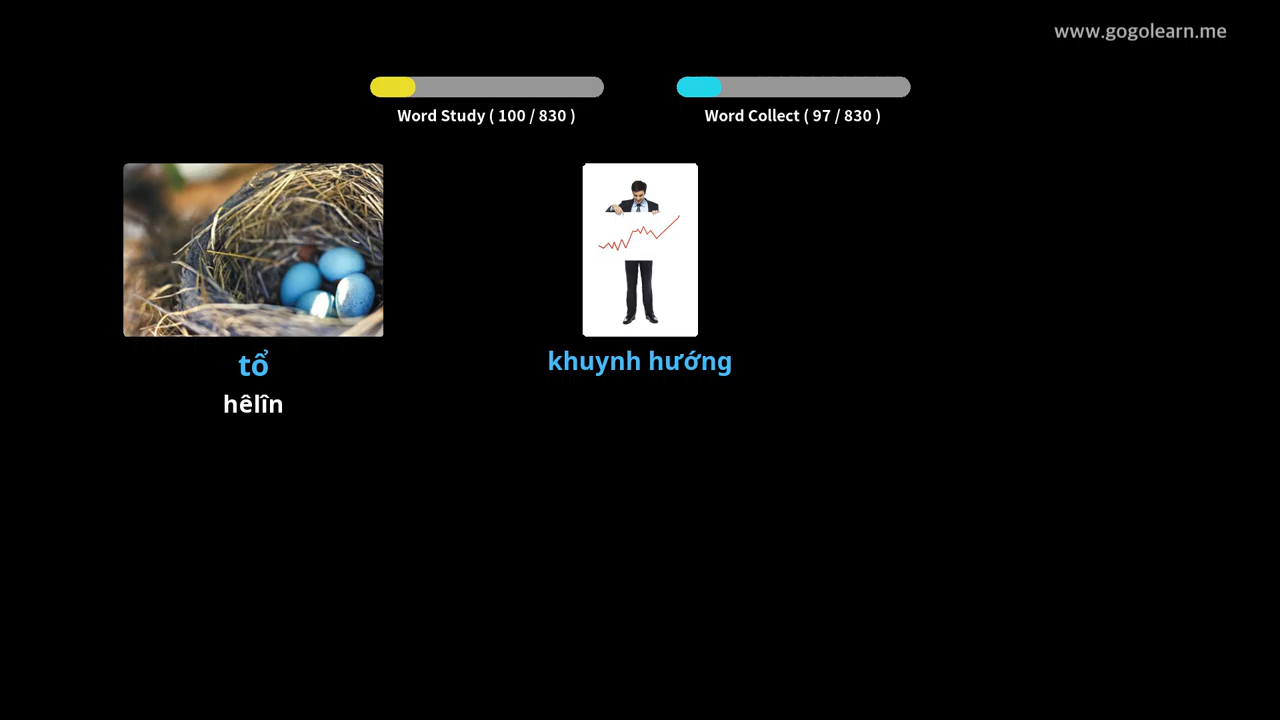 www.gogolearn.me
Word Study ( 100 / 830 )
Word Collect ( 97 / 830 )
tổ
hêlîn
khuynh hướng